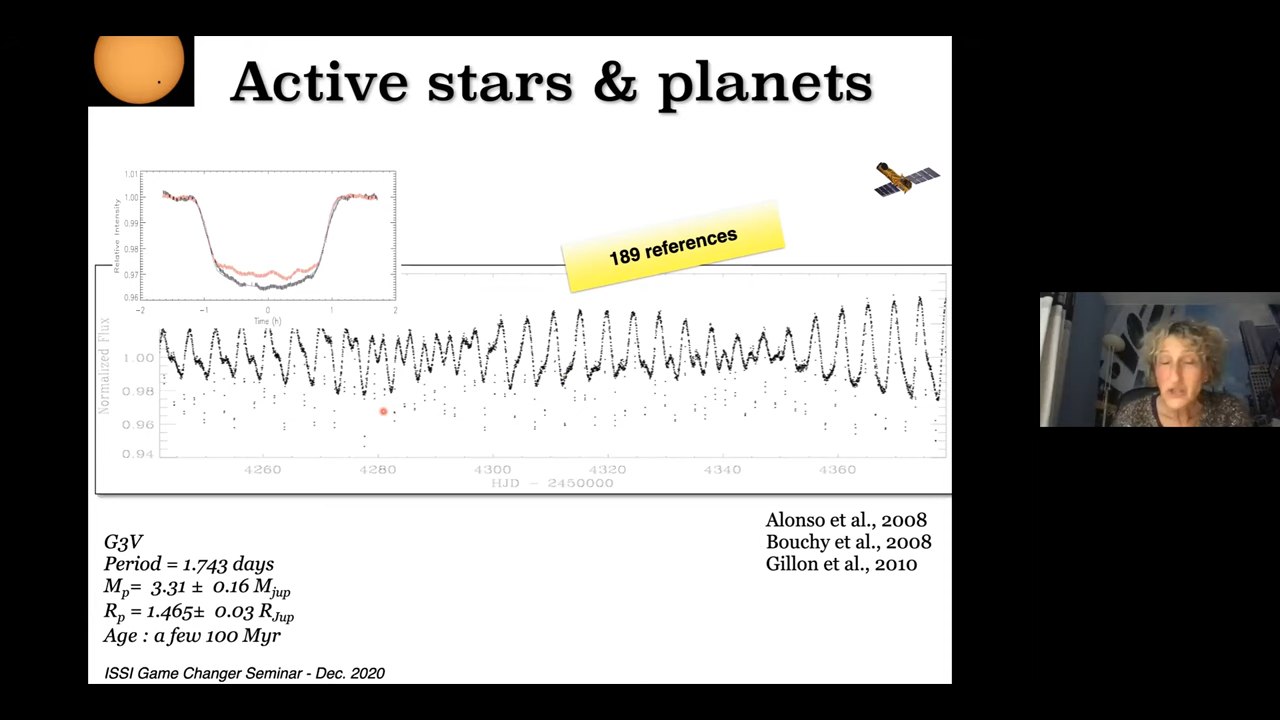 Active stars & planets
1.01
1.00
0.99
0.98
0.97
0.96
Relative Intensity
-2
-1
0
1
2
Time (h)
189 references
Normalized Flux
1.00
0.98
0.96
0.94
4260
4280
4300
4320
4340
4360
HJD - 2450000
G3V
Period = 1.743 days
Mp= 3.31 ± 0.16 Mjup
Rp = 1.465± 0.03 RJup
Age : a few 100 Myr
Alonso et al., 2008
Bouchy et al., 2008
Gillon et al., 2010
ISSI Game Changer Seminar - Dec. 2020